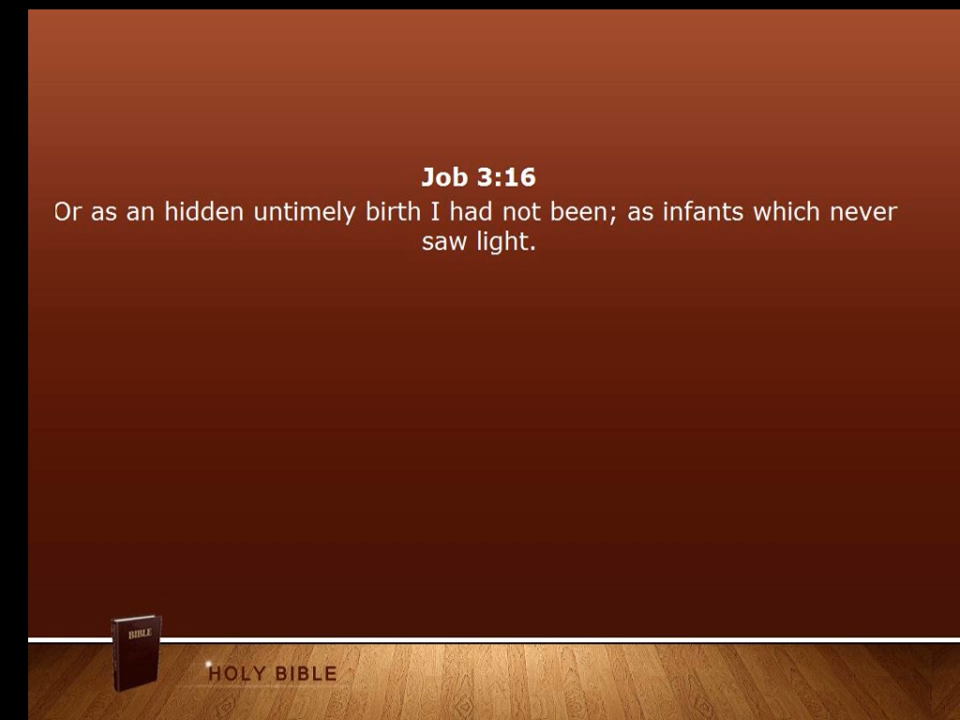 Job 3:16
Or as an hidden untimely birth I had not been; as infants which never
saw light.
BIBLE
HOLY BIBLE